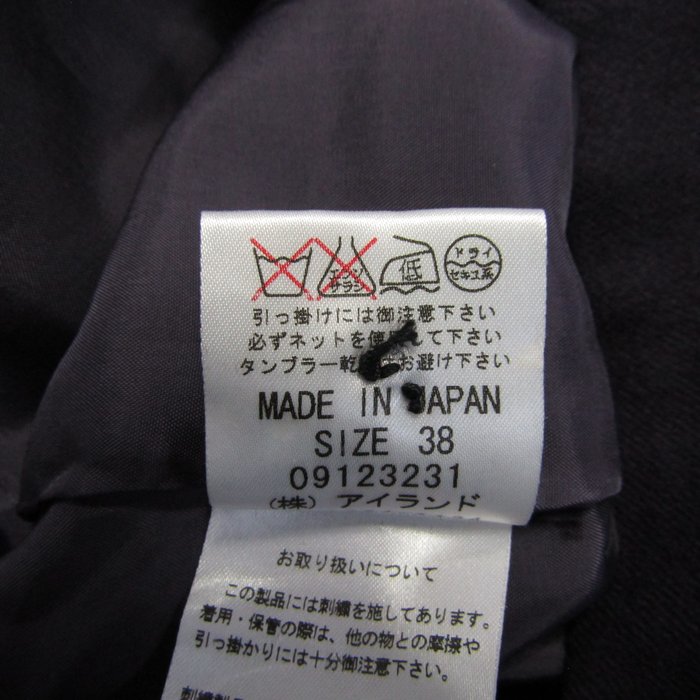 エンソ サラシ
低
ドライ
セキユ系
引っ掛けには御注意下さい
必ずネットを使用して下さい
タンブラー乾燥はお避け下さい
MADE IN JAPAN
SIZE 38
09123231
(株) アイランド
お取り扱いについて
この製品には刺繍を施してあります。
着用・保管の際は、他の物との摩擦や
引っ掛かりには十分御注意下さい。